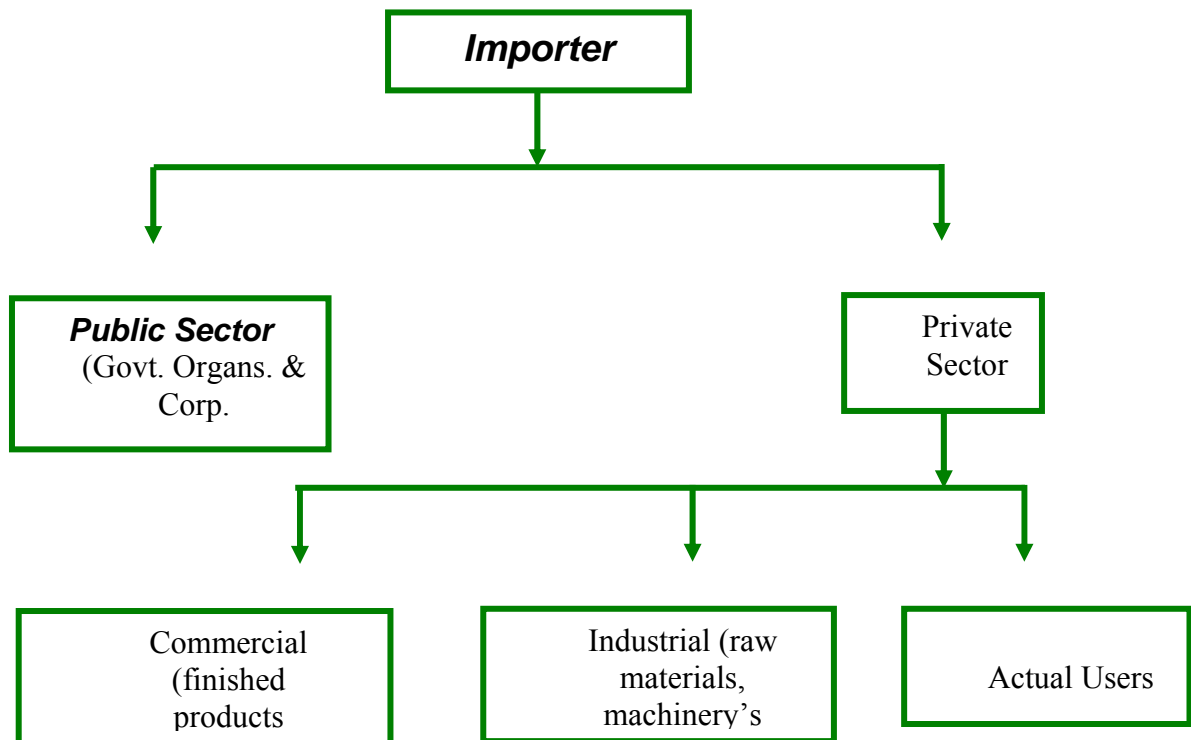 Importer
Public Sector
(Govt. Organs. &
Corp.
Private
Sector
Commercial
(finished
products
Industrial (raw
materials,
machinery’s
Actual Users